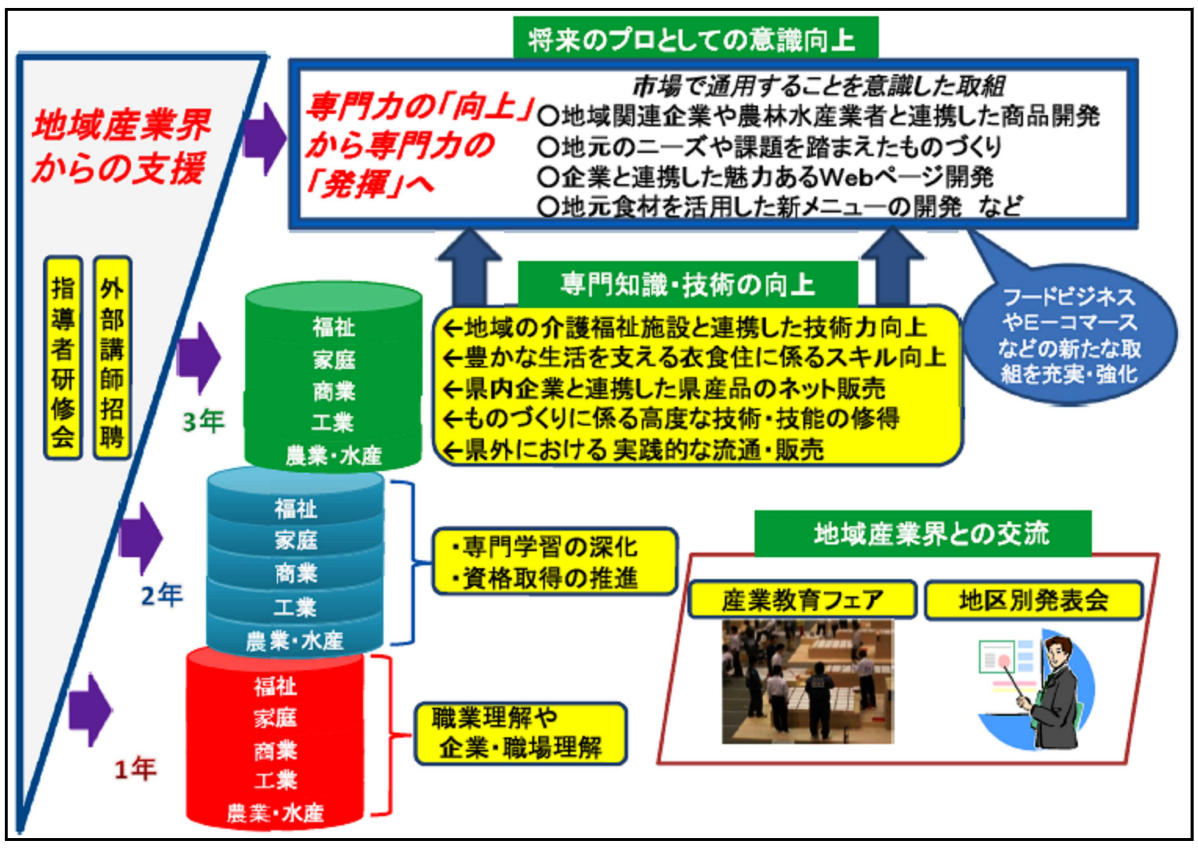 将来のプロとしての意識向上
地域産業界
からの支援
専門力の「向上」
から専門力の
「発揮」へ
市場で通用することを意識した取組
○地域関連企業や農林水産業者と連携した商品開発
○地元のニーズや課題を踏まえたものづくり
○企業と連携した魅力あるWebページ開発
○地元食材を活用した新メニューの開発 など
指導者研修会
外部講師招聘
専門知識・技術の向上
フードビジネス
やEーコマース
などの新たな取
組を充実・強化
3年
福祉
家庭
商業
工業
農業・水産
←地域の介護福祉施設と連携した技術力向上
←豊かな生活を支える衣食住に係るスキル向上
←県内企業と連携した県産品のネット販売
←ものづくりに係る高度な技術・技能の修得
←県外における 実践的な流通・販売
2年
福祉
家庭
商業
工業
農業・水産
・専門学習の深化
・資格取得の推進
地域産業界との交流
産業教育フェア
地区別発表会
1年
福祉
家庭
商業
工業
農業・水産
職業理解や
企業・職場理解